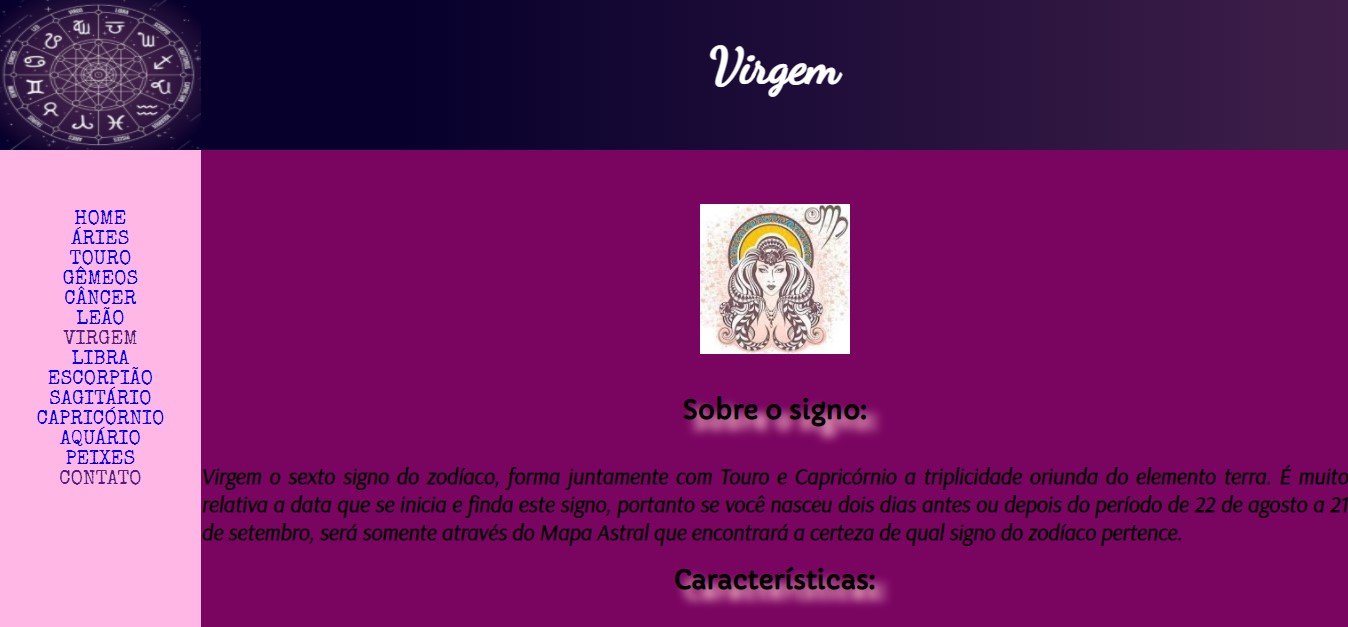 Virgem
HOME
ÁRIES
TOURO
GÊMEOS
CÂNCER
LEÃO
VIRGEM
LIBRA
ESCORPIÃO
SAGITÁRIO
CAPRICÓRNIO
AQUÁRIO
PEIXES
CONTATO
Sobre o signo:
Virgem o sexto signo do zodíaco, forma juntamente com Touro e Capricórnio a triplicidade oriunda do elemento terra. É muito
relativa a data que se inicia e finda este signo, portanto se você nasceu dois dias antes ou depois do período de 22 de agosto a 21
de setembro, será somente através do Mapa Astral que encontrará a certeza de qual signo do zodíaco pertence.
Características: